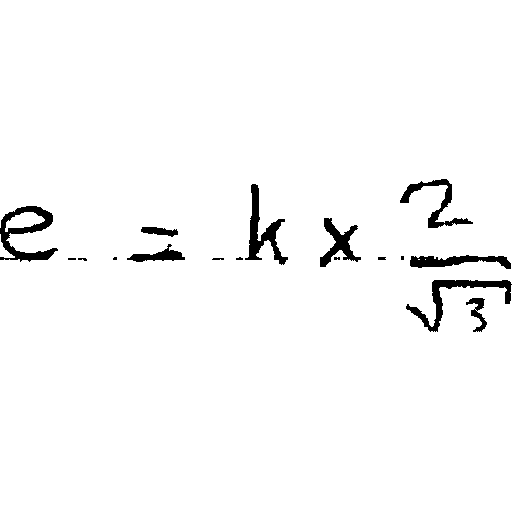 e = k × 2/√3